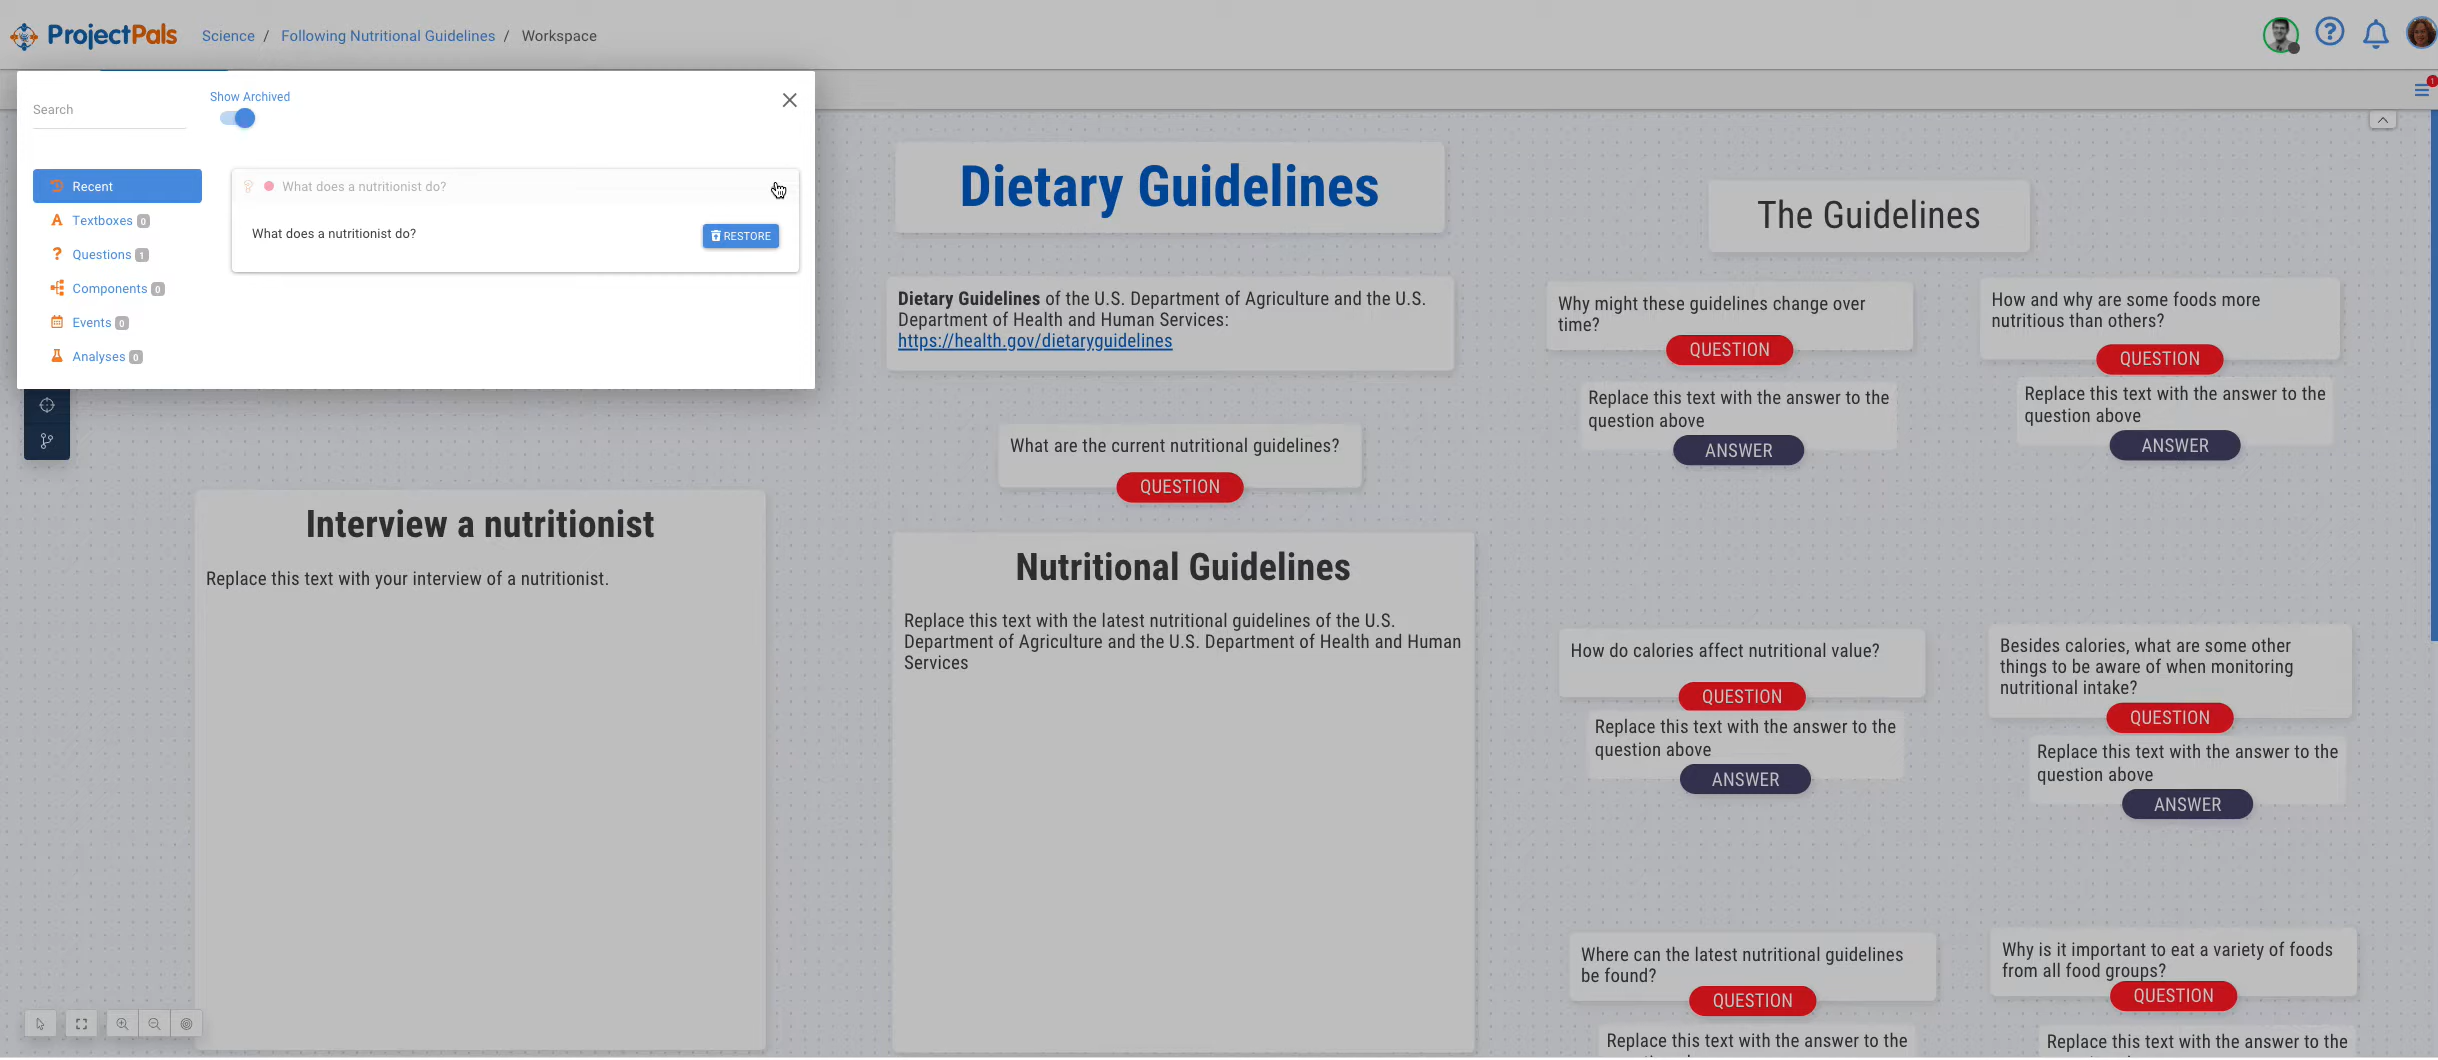 ProjectPals
Science / Following Nutritional Guidelines / Workspace
1
Search
Show Archived
Recent
Textboxes 0
Questions 1
Components 0
Events 0
Analyses 0
What does a nutritionist do?
What does a nutritionist do?
RESTORE
Dietary Guidelines
Dietary Guidelines of the U.S. Department of Agriculture and the U.S.
Department of Health and Human Services:
https://health.gov/dietaryguidelines
What are the current nutritional guidelines?
QUESTION
Interview a nutritionist
Replace this text with your interview of a nutritionist.
Nutritional Guidelines
Replace this text with the latest nutritional guidelines of the U.S.
Department of Agriculture and the U.S. Department of Health and Human
Services
The Guidelines
Why might these guidelines change over
time?
QUESTION
Replace this text with the answer to the
question above
ANSWER
How and why are some foods more
nutritious than others?
QUESTION
Replace this text with the answer to the
question above
ANSWER
How do calories affect nutritional value?
QUESTION
Replace this text with the answer to the
question above
ANSWER
Besides calories, what are some other
things to be aware of when monitoring
nutritional intake?
QUESTION
Replace this text with the answer to the
question above
ANSWER
Where can the latest nutritional guidelines
be found?
QUESTION
Replace this text with the answer to the
Why is it important to eat a variety of foods
from all food groups?
QUESTION
Replace this text with the answer to the